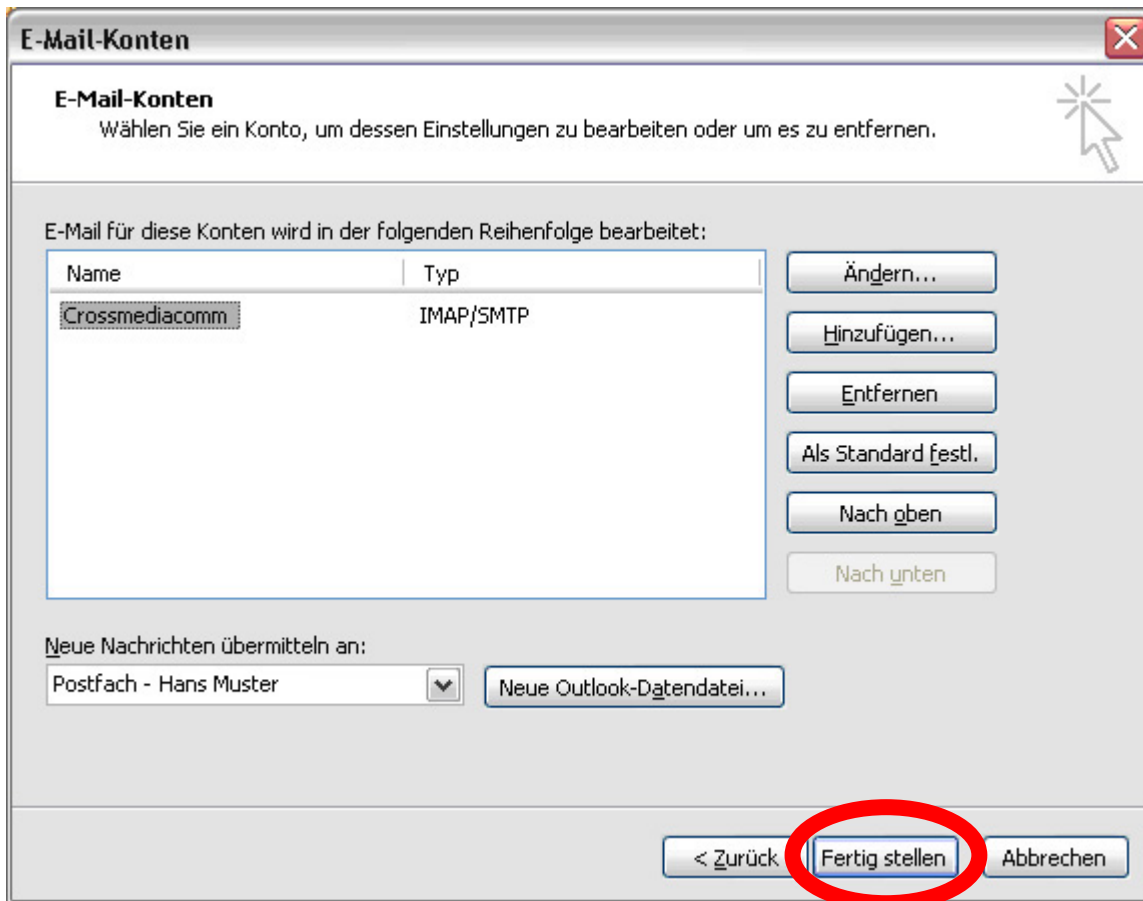 E-Mail-Konten
E-Mail-Konten
Wählen Sie ein Konto, um dessen Einstellungen zu bearbeiten oder um es zu entfernen.
E-Mail für diese Konten wird in der folgenden Reihenfolge bearbeitet:
Name Typ
Crossmediacomm IMAP/SMTP
Ändern...
Hinzufügen...
Entfernen
Als Standard festl.
Nach oben
Nach unten
Neue Nachrichten übermitteln an:
Postfach - Hans Muster Neue Outlook-Datendatei...
< Zurück Fertig stellen Abbrechen